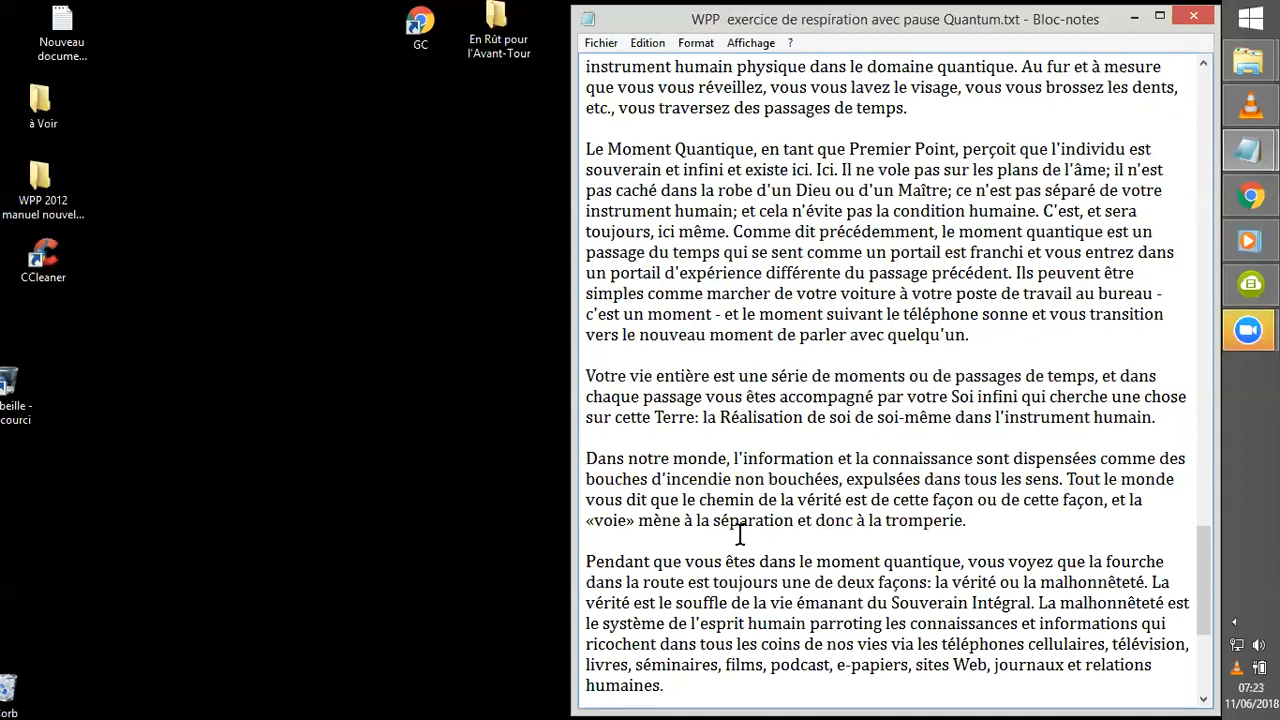 Nouveau
docume...
à Voir
WPP 2012
manuel nouvel...
CCleaner
beille -
courci
Corb
GC
En Rût pour
l'Avant-Tour
WPP  exercice de respiration avec pause Quantum.txt - Bloc-notes
Fichier Edition Format Affichage ?
instrument humain physique dans le domaine quantique. Au fur et à mesure
que vous vous réveillez, vous vous lavez le visage, vous vous brossez les dents,
etc., vous traversez des passages de temps.
Le Moment Quantique, en tant que Premier Point, perçoit que l'individu est
souverain et infini et existe ici. Ici. Il ne vole pas sur les plans de l'âme; il n'est
pas caché dans la robe d'un Dieu ou d'un Maître; ce n'est pas séparé de votre
instrument humain; et cela n'évite pas la condition humaine. C'est, et sera
toujours, ici même. Comme dit précédemment, le moment quantique est un
passage du temps qui se sent comme un portail est franchi et vous entrez dans
un portail d'expérience différente du passage précédent. Ils peuvent être
simples comme marcher de votre voiture à votre poste de travail au bureau -
c'est un moment - et le moment suivant le téléphone sonne et vous transition
vers le nouveau moment de parler avec quelqu'un.
Votre vie entière est une série de moments ou de passages de temps, et dans
chaque passage vous êtes accompagné par votre Soi infini qui cherche une chose
sur cette Terre: la Réalisation de soi de soi-même dans l'instrument humain.
Dans notre monde, l'information et la connaissance sont dispensées comme des
bouches d'incendie non bouchées, expulsées dans tous les sens. Tout le monde
vous dit que le chemin de la vérité est de cette façon ou de cette façon, et la
«voie» mène à la séparation et donc à la tromperie.
Pendant que vous êtes dans le moment quantique, vous voyez que la fourche
dans la route est toujours une de deux façons: la vérité ou la malhonnêteté. La
vérité est le souffle de la vie émanant du Souverain Intégral. La malhonnêteté est
le système de l'esprit humain parroting les connaissances et informations qui
ricochent dans tous les coins de nos vies via les téléphones cellulaires, télévision,
livres, séminaires, films, podcast, e-papiers, sites Web, journaux et relations
humaines.
07:23
11/06/2018